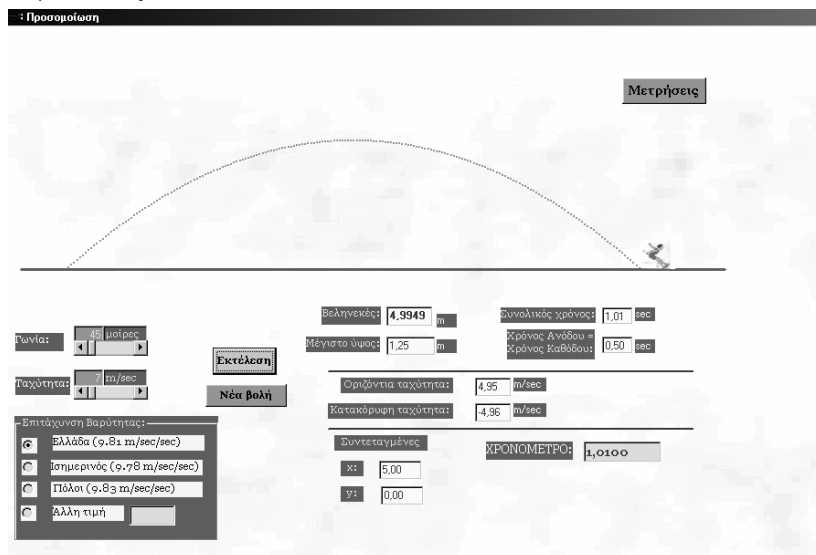 Προσομοίωση
Μετρήσεις
Βεληνεκές: 4,9949 m
Συνολικός χρόνος: 1,01 sec
Γωνία: 45 μοίρες
Μέγιστο ύψος: 1,25 m
Χρόνος Ανόδου =
Χρόνος Καθόδου: 0,50 sec
Εκτέλεση
Ταχύτητα: 7 m/sec
Νέα βολή
Οριζόντια ταχύτητα: 4,95 m/sec
Κατακόρυφη ταχύτητα: -4,96 m/sec
Επιτάχυνση Βαρύτητας:
Ελλάδα (9.81 m/sec/sec)
Ισημερινός (9.78 m/sec/sec)
Πόλοι (9.83 m/sec/sec)
Άλλη τιμή
Συντεταγμένες
x: 5,00
y: 0,00
ΧΡΟΝΟΜΕΤΡΟ: 1,0100